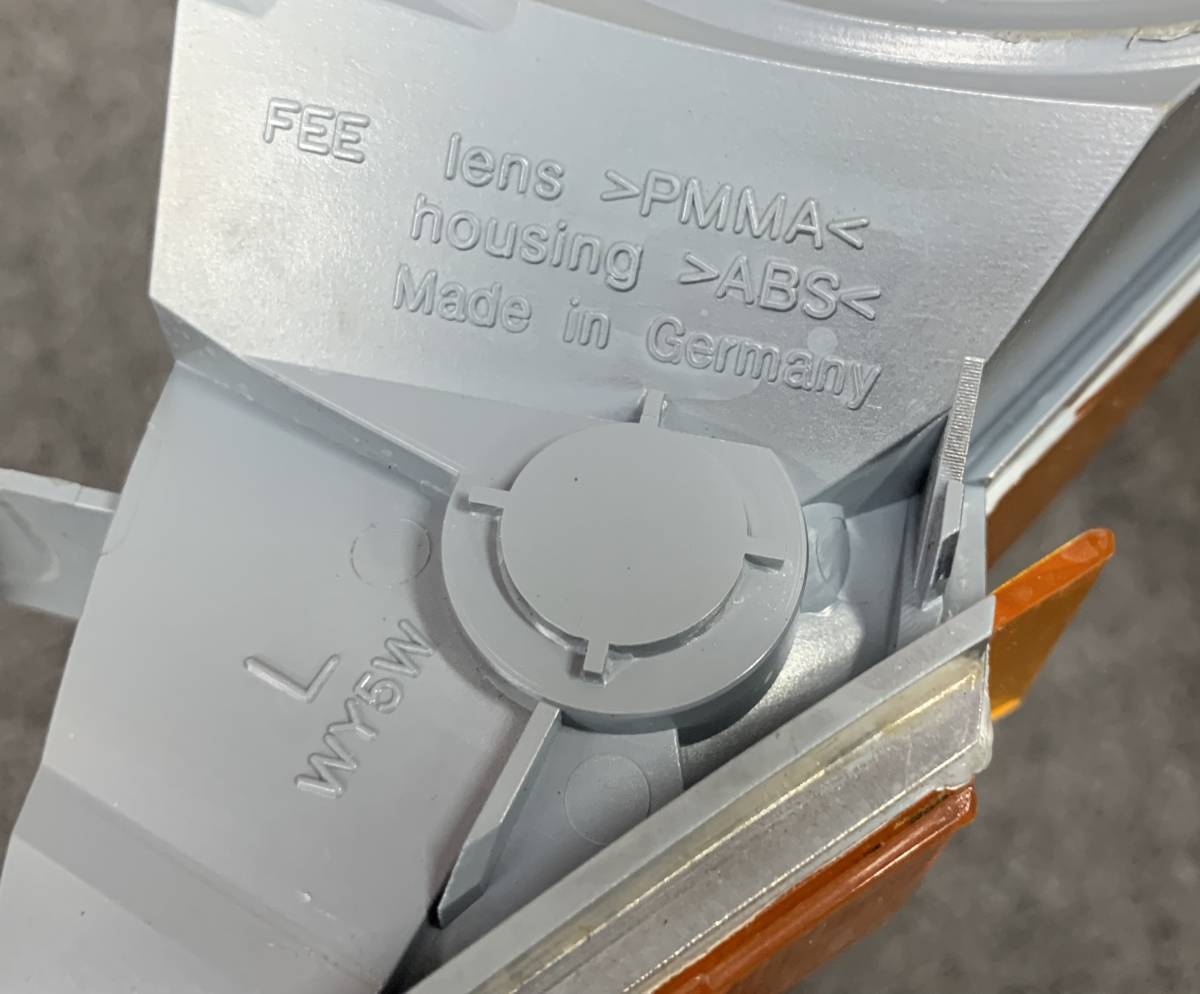 FEE lens >PMMA<
housing >ABS<
Made in Germany
L
WY5W